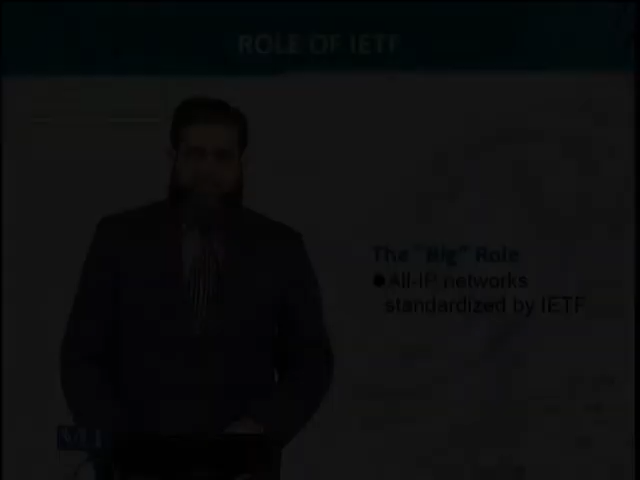 ROLE OF IETF
The "Big" Role
●All-IP networks
standardized by IETF